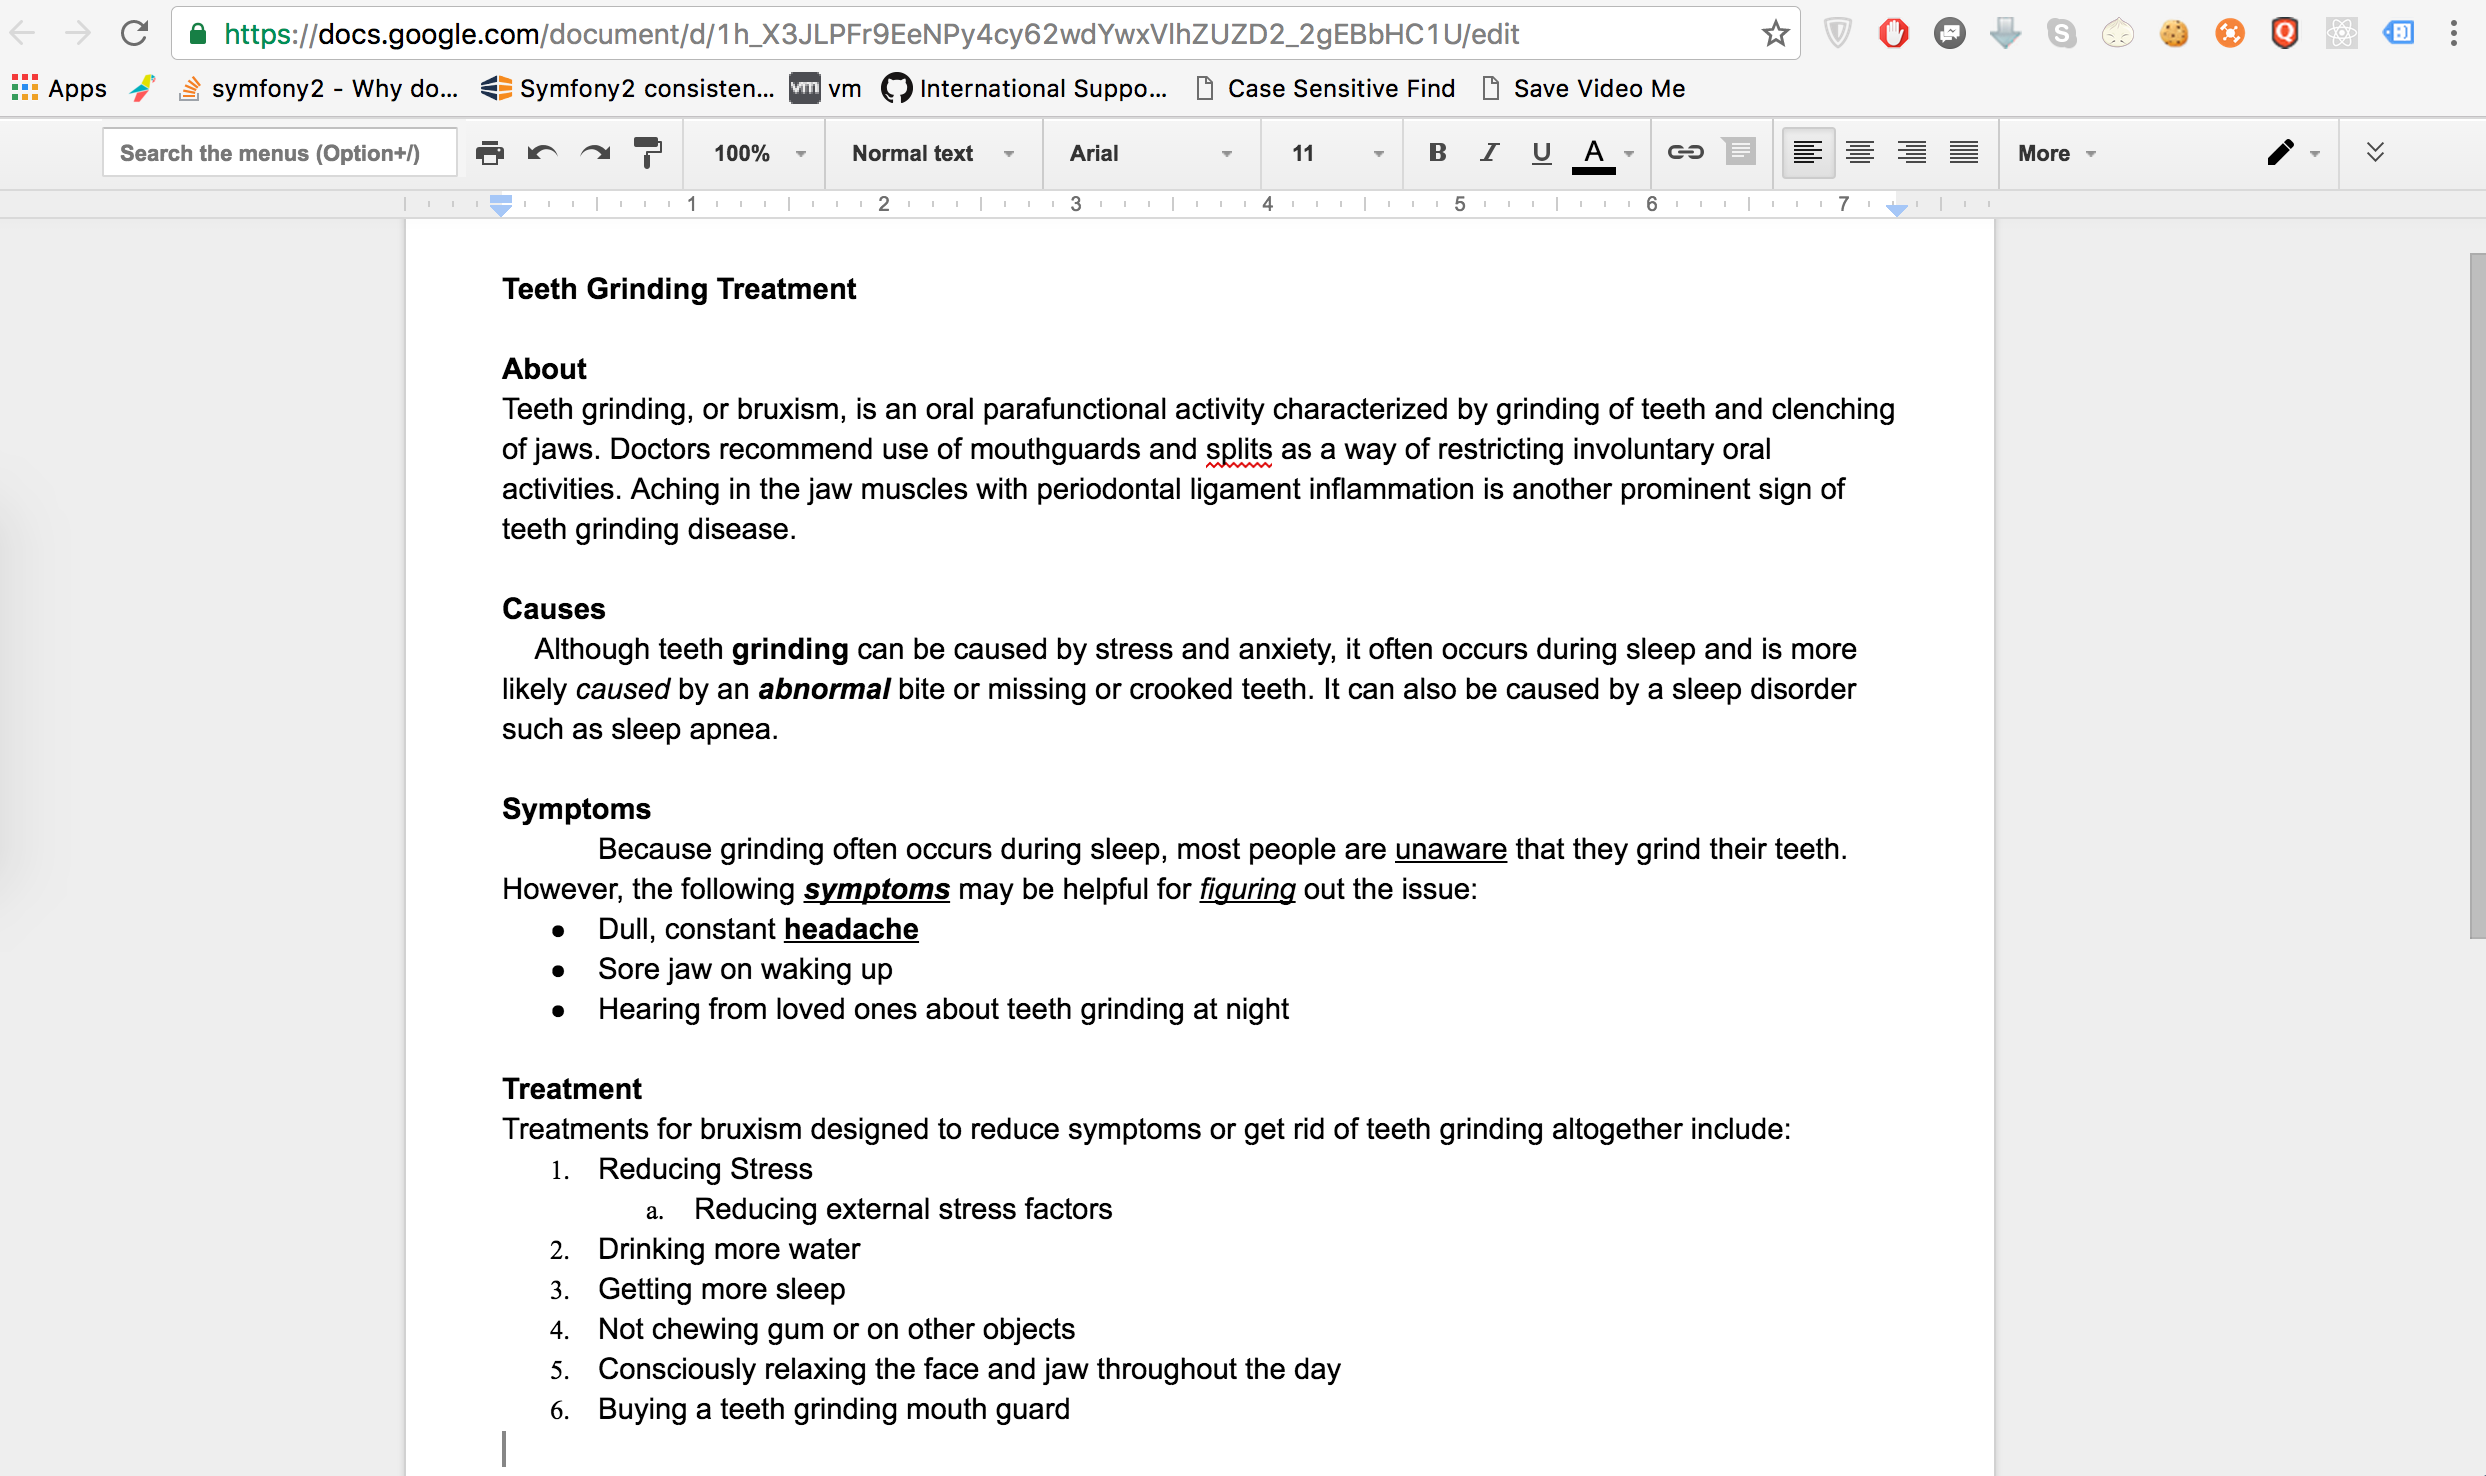 https://docs.google.com/document/d/1h_X3JLPFr9EeNPy4cy62wdYwxVlhZUZD2_2gEBbHC1U/edit
Apps symfony2 - Why do... Symfony2 consisten... vm vm International Suppo... Case Sensitive Find Save Video Me
Search the menus (Option+/) 100% Normal text Arial 11 B I U A More
1 2 3 4 5 6 7
Teeth Grinding Treatment
About
Teeth grinding, or bruxism, is an oral parafunctional activity characterized by grinding of teeth and clenching
of jaws. Doctors recommend use of mouthguards and splits as a way of restricting involuntary oral
activities. Aching in the jaw muscles with periodontal ligament inflammation is another prominent sign of
teeth grinding disease.
Causes
Although teeth grinding can be caused by stress and anxiety, it often occurs during sleep and is more
likely caused by an abnormal bite or missing or crooked teeth. It can also be caused by a sleep disorder
such as sleep apnea.
Symptoms
Because grinding often occurs during sleep, most people are unaware that they grind their teeth.
However, the following symptoms may be helpful for figuring out the issue:
● Dull, constant headache
● Sore jaw on waking up
● Hearing from loved ones about teeth grinding at night
Treatment
Treatments for bruxism designed to reduce symptoms or get rid of teeth grinding altogether include:
1. Reducing Stress
a. Reducing external stress factors
2. Drinking more water
3. Getting more sleep
4. Not chewing gum or on other objects
5. Consciously relaxing the face and jaw throughout the day
6. Buying a teeth grinding mouth guard